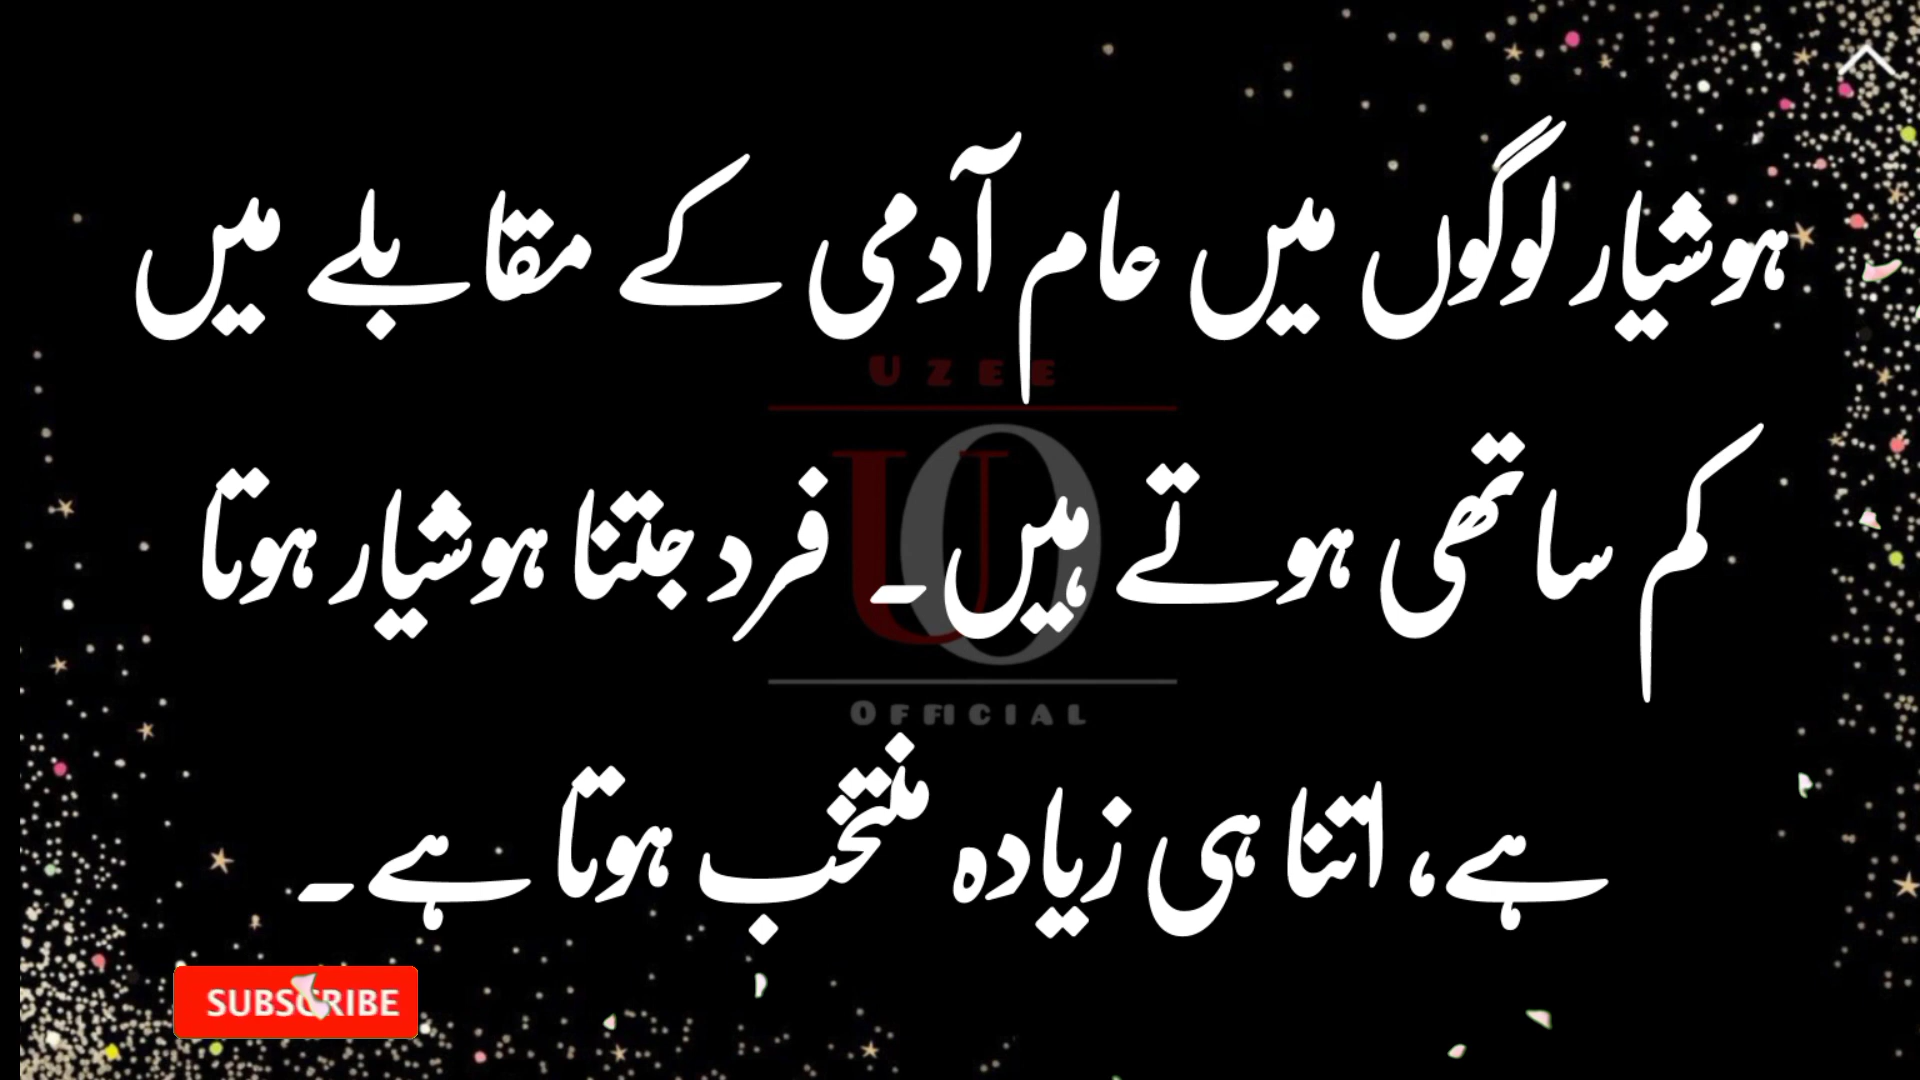 ہوشیار لوگوں میں عام آدمی کے مقابلے میں
UZEE
کم ساتھی ہوتے ہیں۔ فرد جتنا ہوشیار ہوتا
UO
OFFICIAL
ہے، اتنا ہی زیادہ منتخب ہوتا ہے۔
SUBSCRIBE